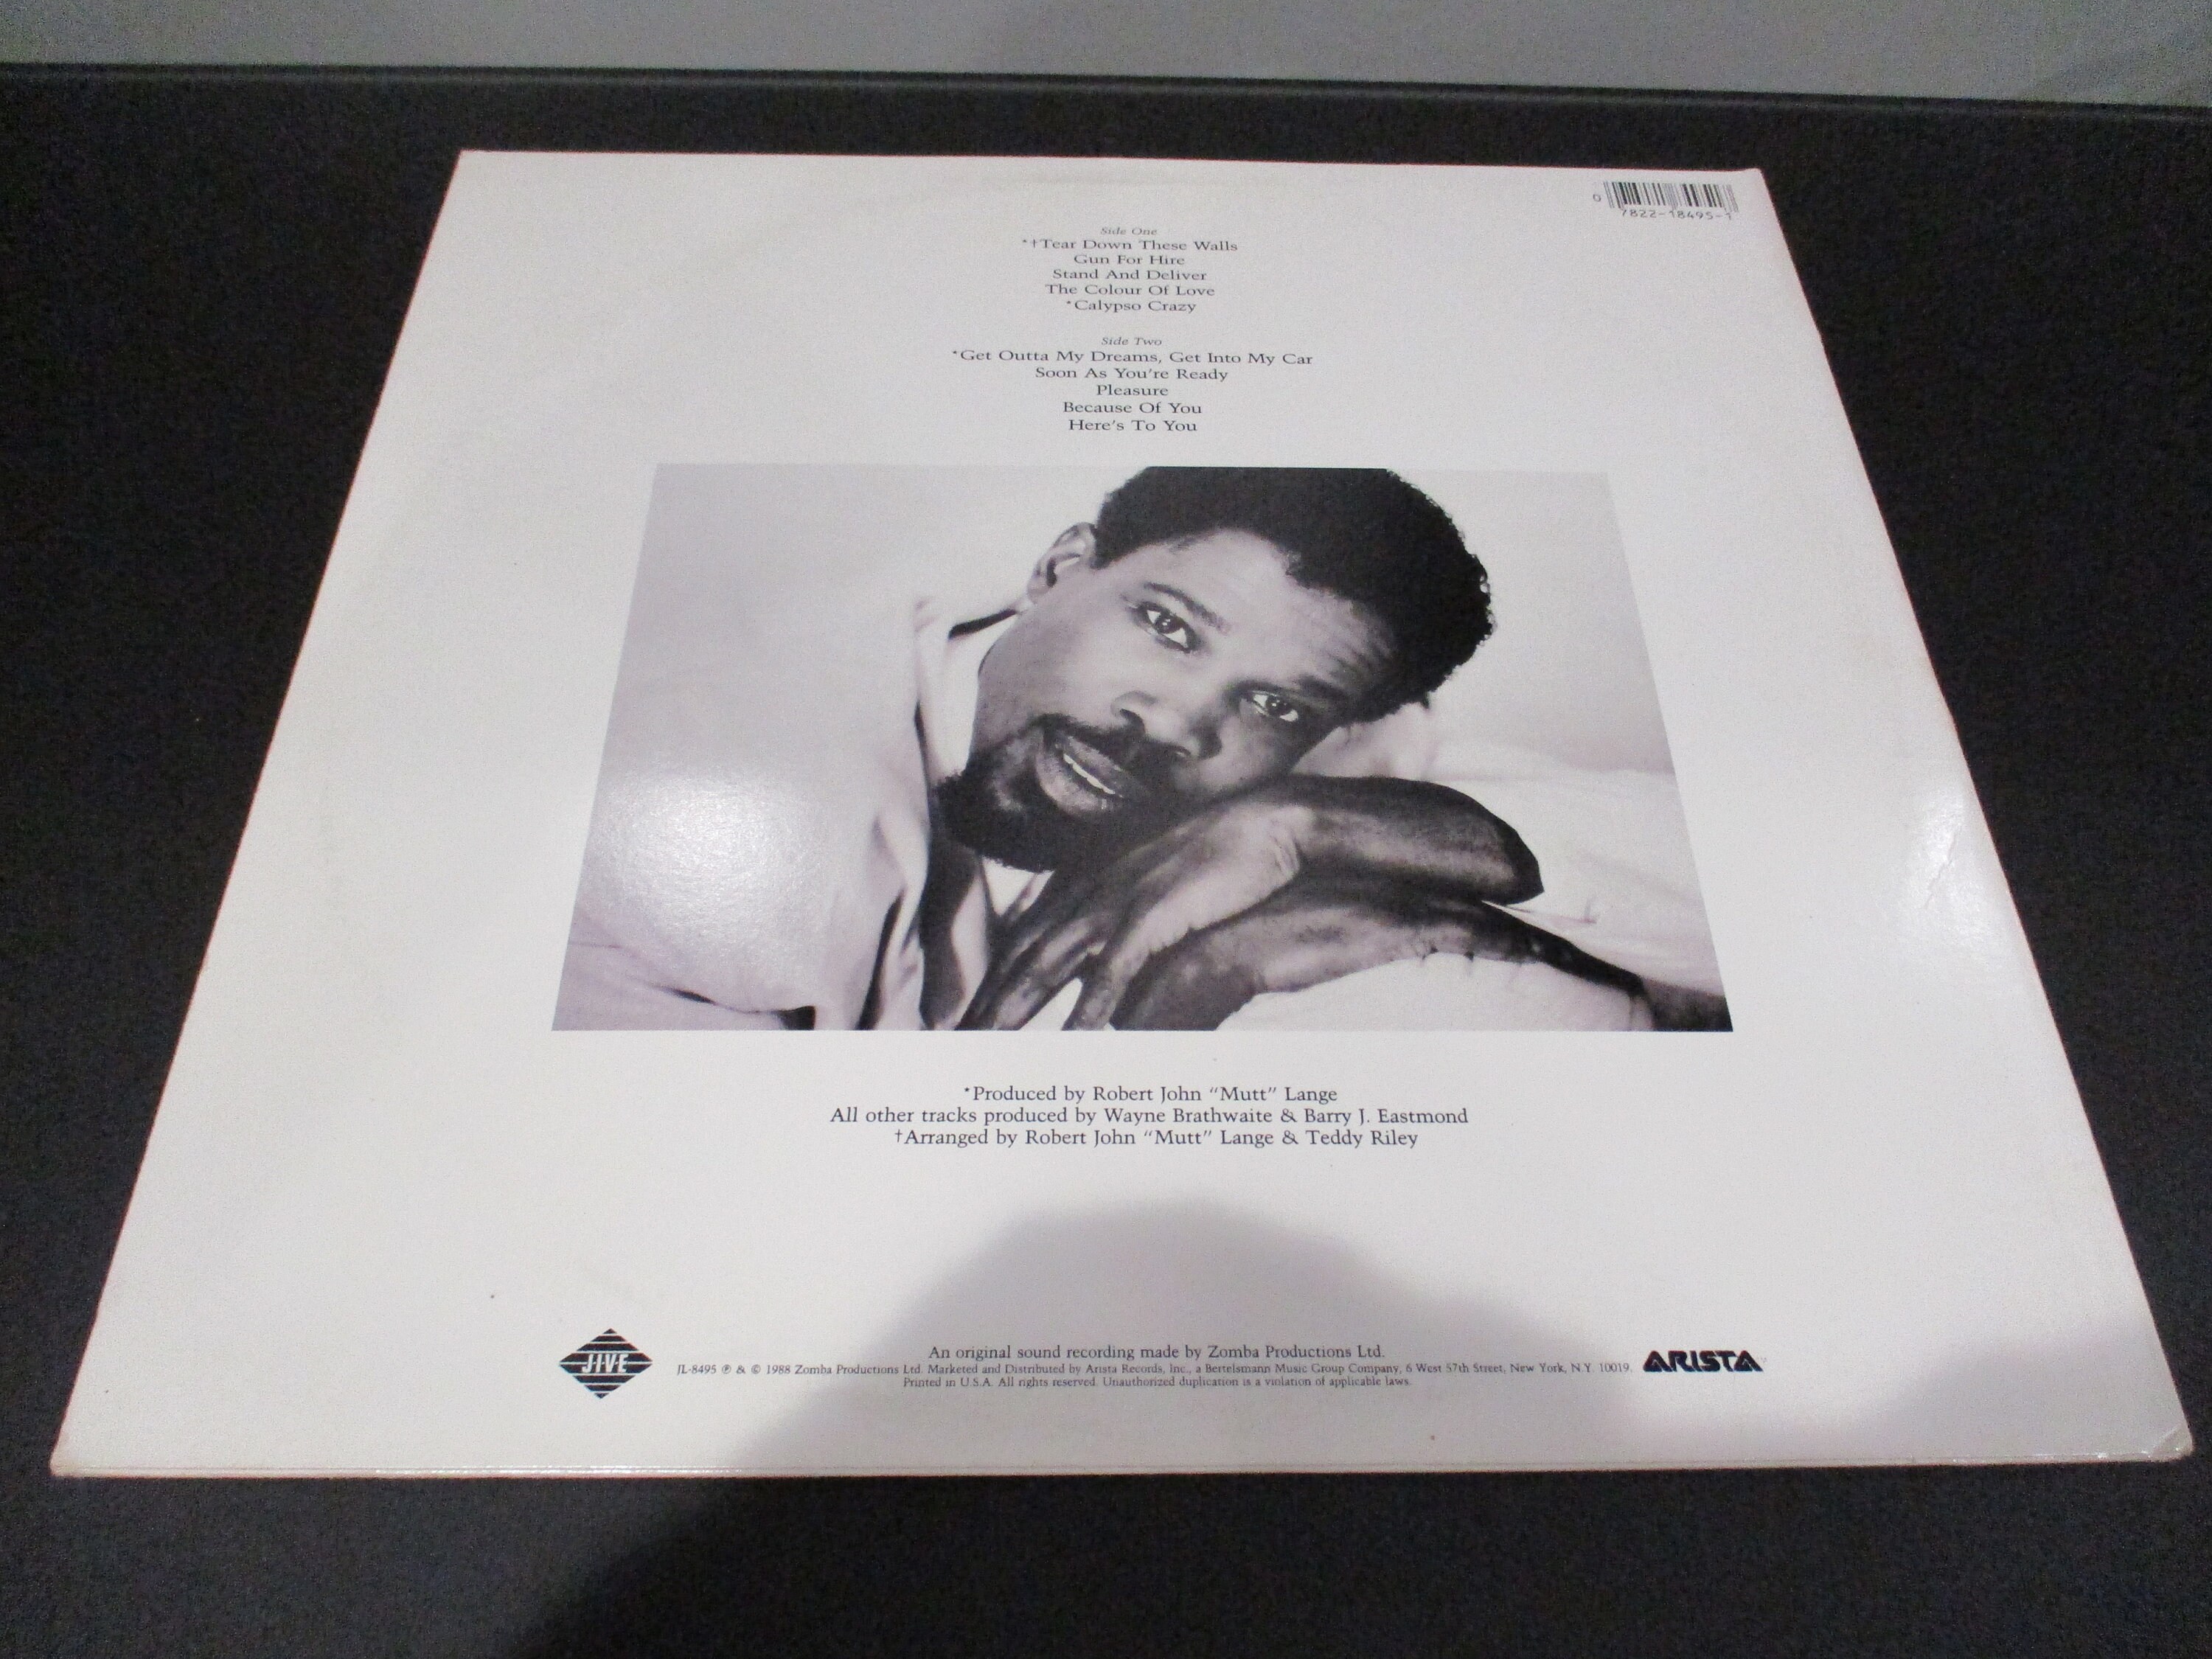 0 7822-18495-1
Side One
*†Tear Down These Walls
Gun For Hire
Stand And Deliver
The Colour Of Love
*Calypso Crazy
Side Two
*Get Outta My Dreams, Get Into My Car
Soon As You're Ready
Pleasure
Because Of You
Here's To You
*Produced by Robert John "Mutt" Lange
All other tracks produced by Wayne Brathwaite & Barry J. Eastmond
†Arranged by Robert John "Mutt" Lange & Teddy Riley
JIVE
An original sound recording made by Zomba Productions Ltd.
JL-8495 ℗ & © 1988 Zomba Productions Ltd. Marketed and Distributed by Arista Records, Inc., a Bertelsmann Music Group Company, 6 West 57th Street, New York, N.Y. 10019.
Printed in U.S.A. All rights reserved. Unauthorized duplication is a violation of applicable laws.
ARISTA